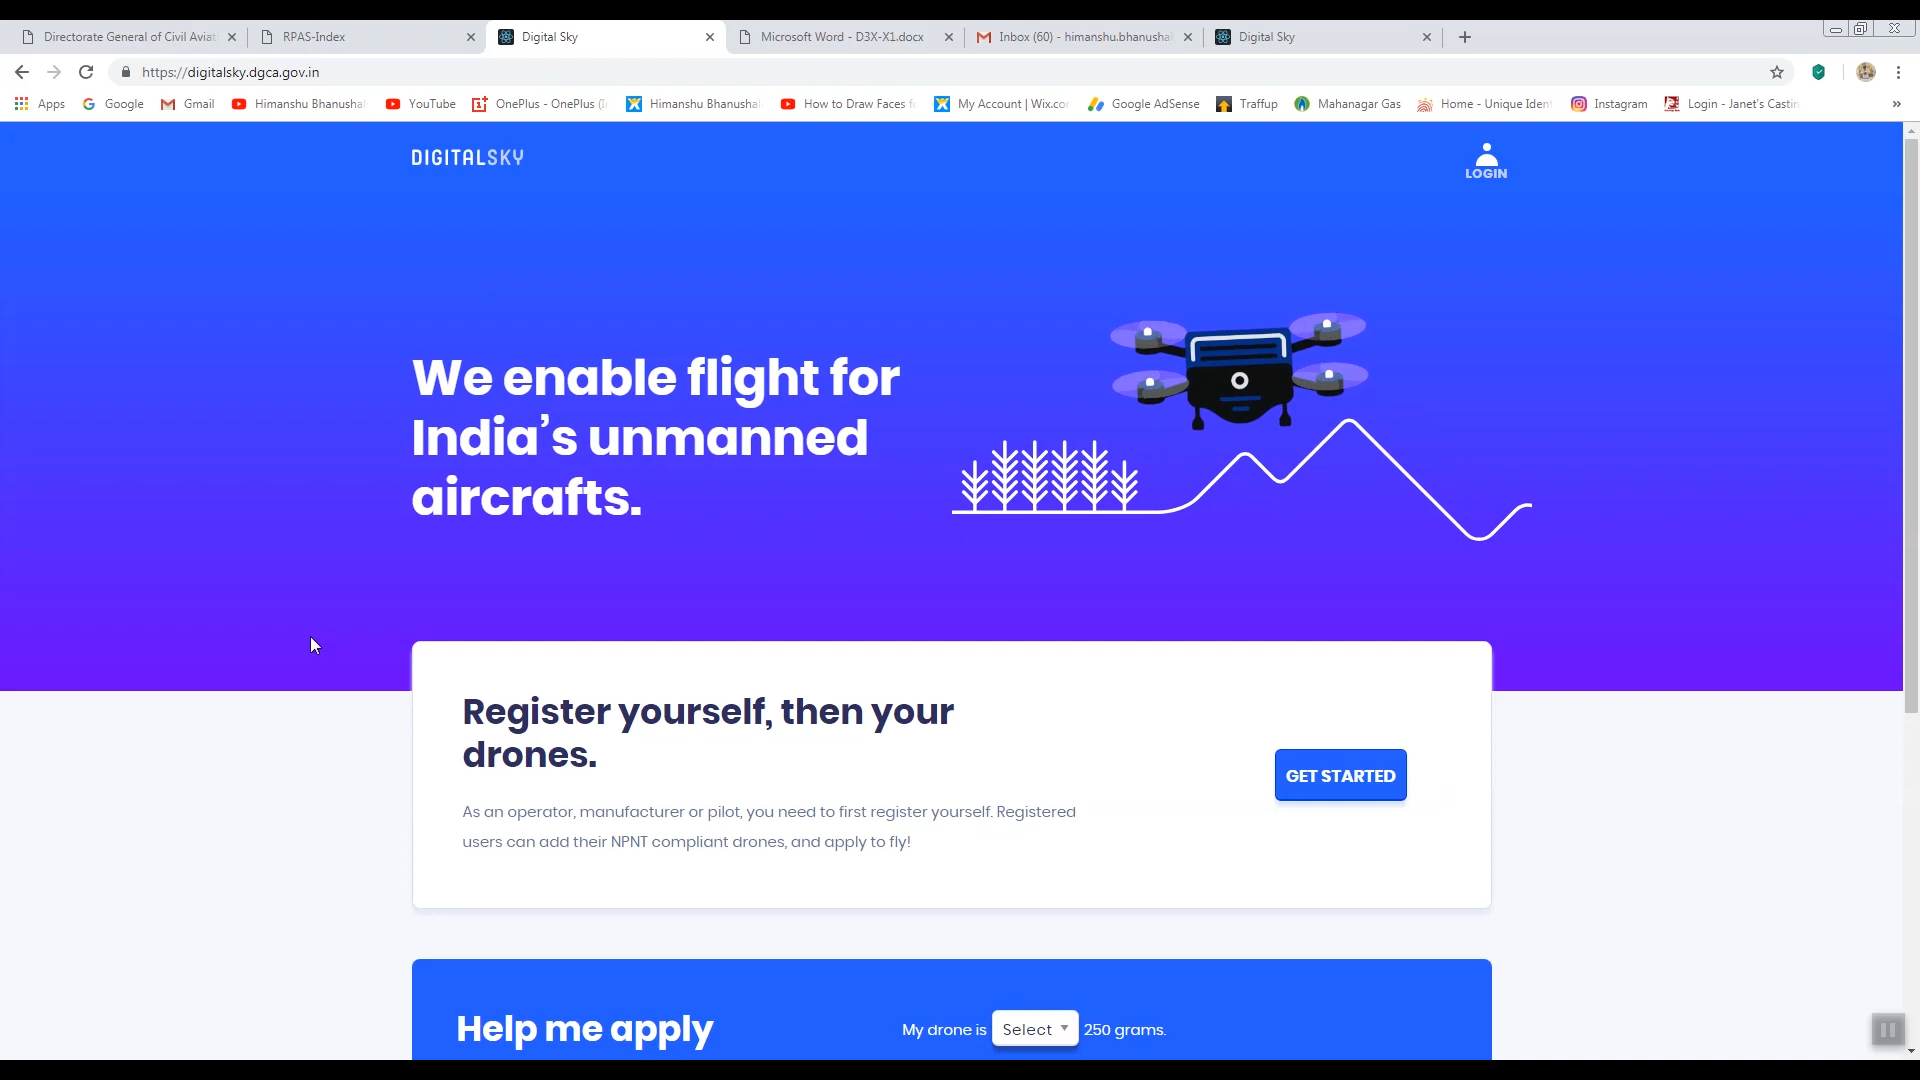 Directorate General of Civil Aviat
RPAS-Index
Digital Sky
Microsoft Word - D3X-X1.docx
Inbox (60) - himanshu.bhanusha
Digital Sky
https://digitalsky.dgca.gov.in
Apps
Google
Gmail
Himanshu Bhanushal
YouTube
OnePlus - OnePlus (I
Himanshu Bhanushal
How to Draw Faces f
My Account | Wix.co
Google AdSense
Traffup
Mahanagar Gas
Home - Unique Iden
Instagram
Login - Janet's Castin
DIGITALSKY
LOGIN
We enable flight for
India's unmanned
aircrafts.
Register yourself, then your
drones.
GET STARTED
As an operator, manufacturer or pilot, you need to first register yourself. Registered
users can add their NPNT compliant drones, and apply to fly!
Help me apply
My drone is Select 250 grams.